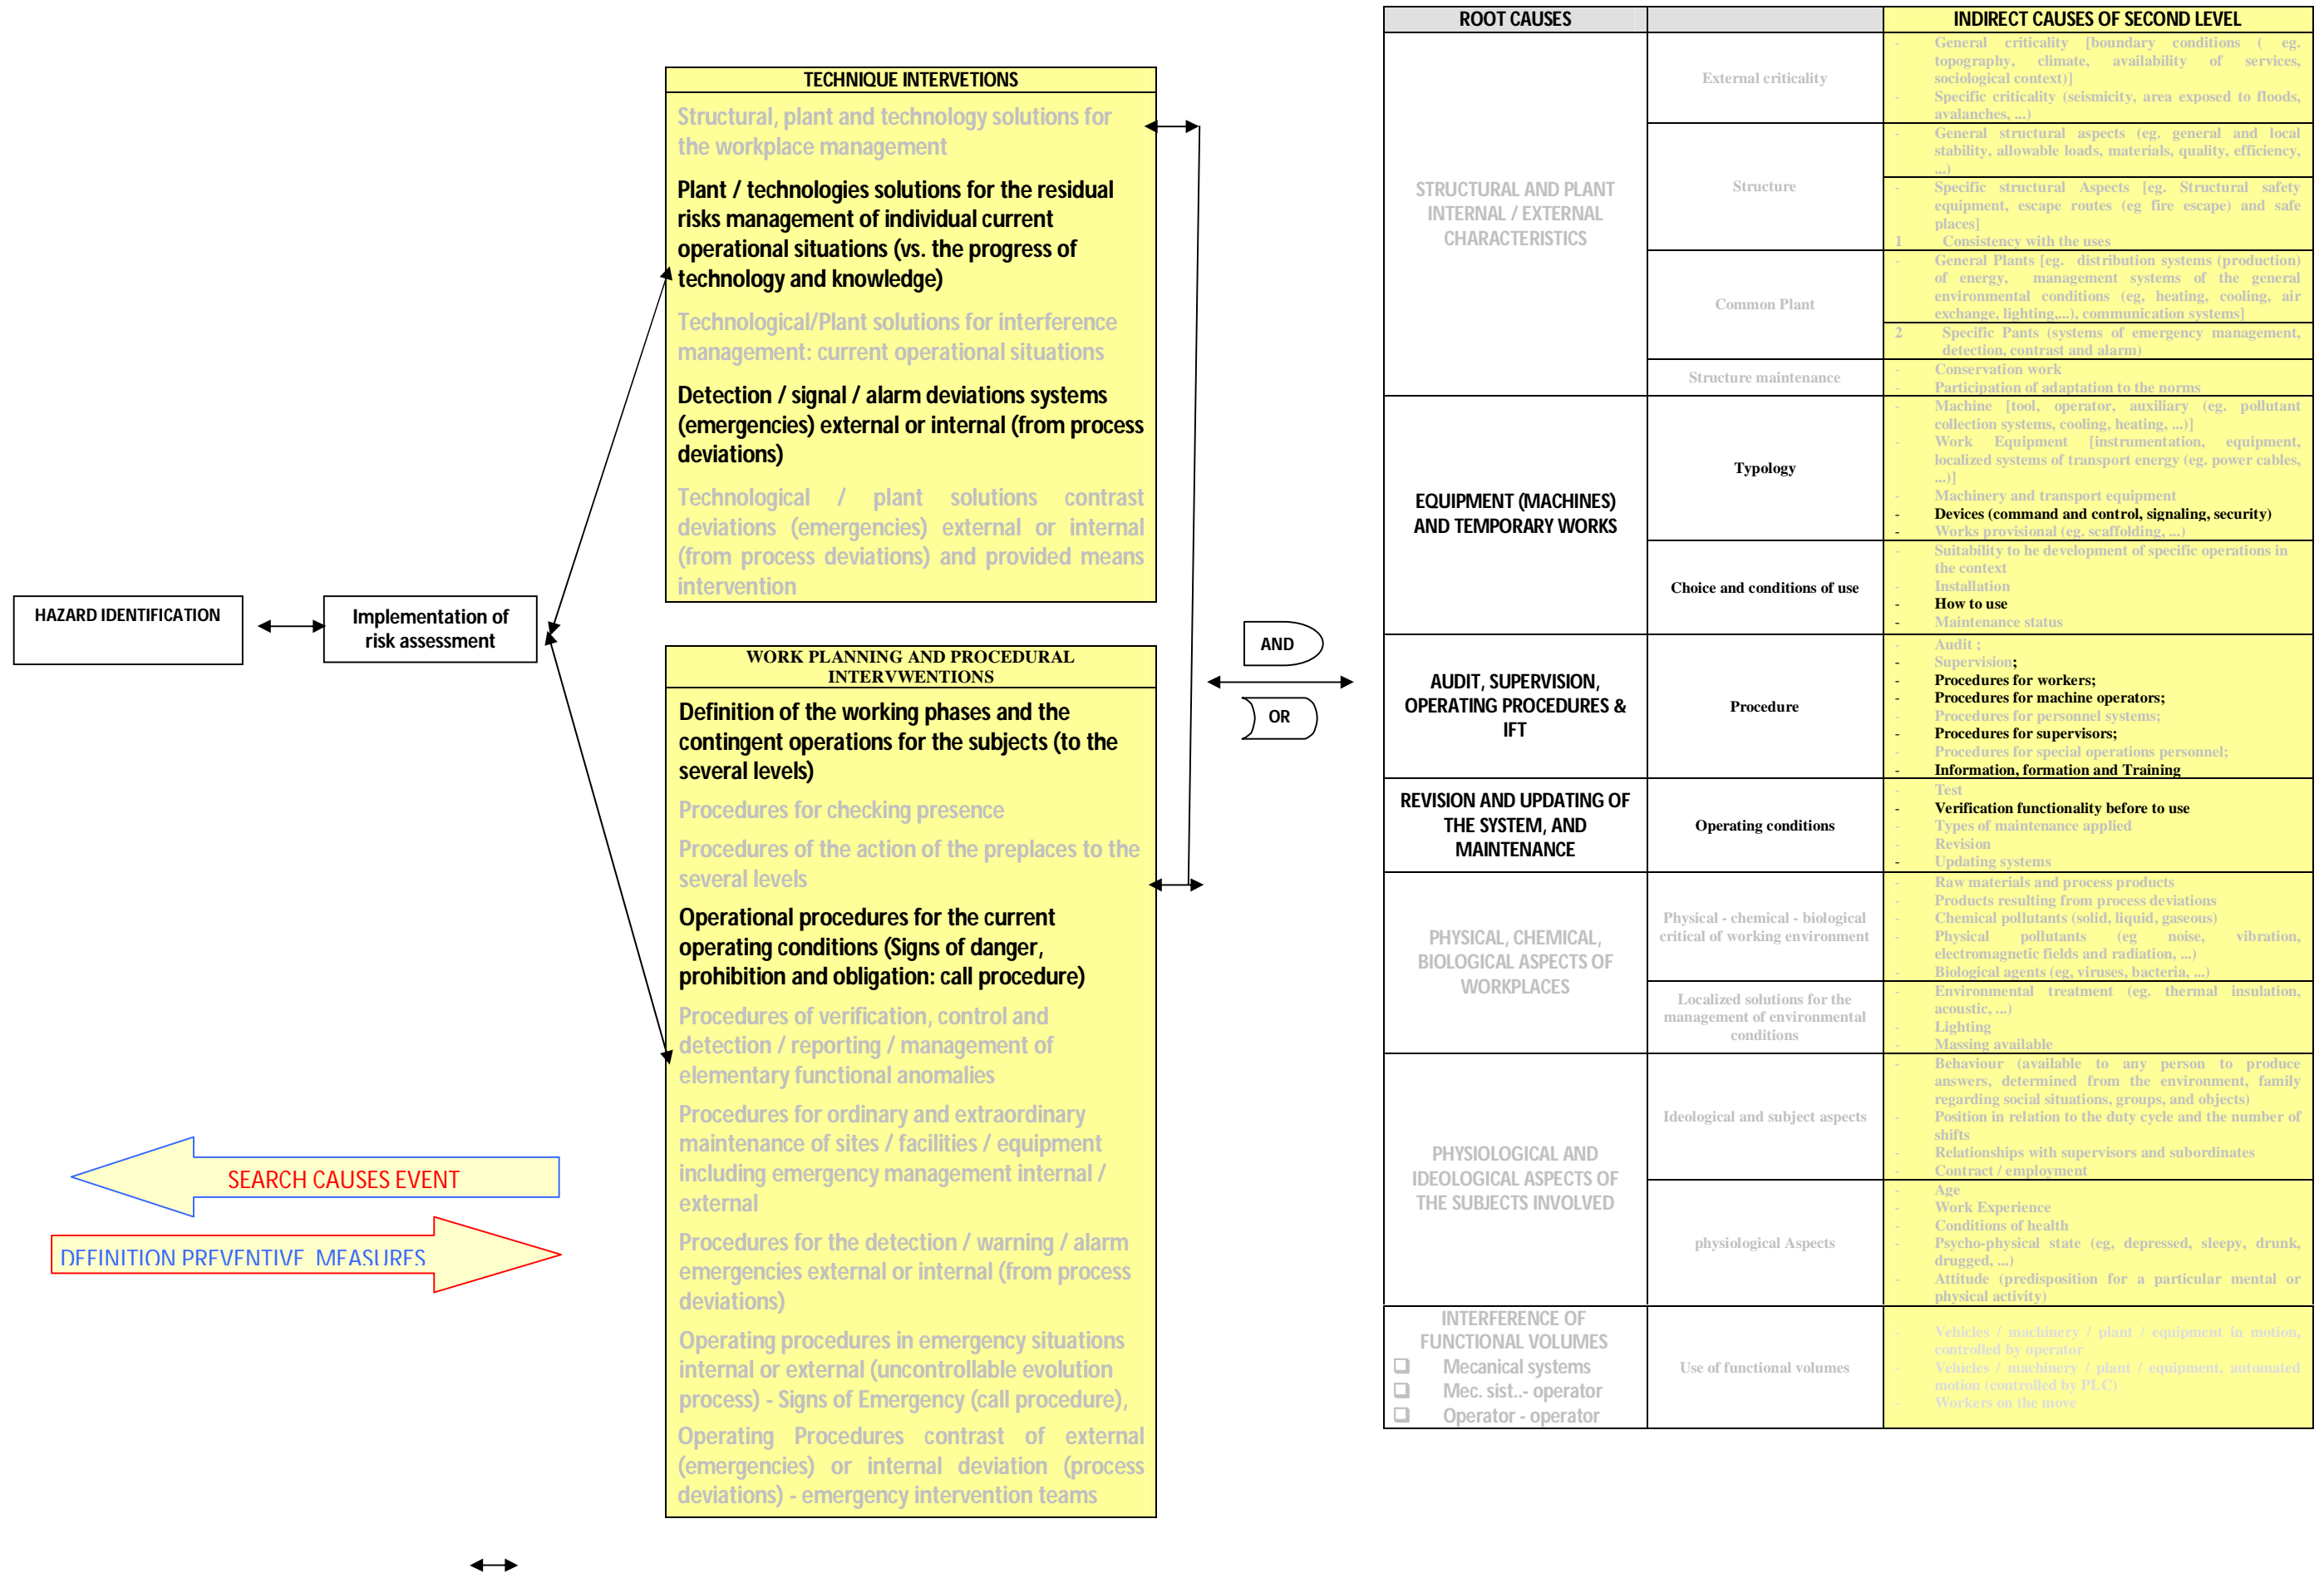 HAZARD IDENTIFICATION
Implementation of
risk assessment
SEARCH CAUSES EVENT
DEFINITION PREVENTIVE MEASURES
TECHNIQUE INTERVETIONS
Structural, plant and technology solutions for
the workplace management
Plant / technologies solutions for the residual
risks management of individual current
operational situations (vs. the progress of
technology and knowledge)
Technological/Plant solutions for interference
management: current operational situations
Detection / signal / alarm deviations systems
(emergencies) external or internal (from process
deviations)
Technological / plant solutions contrast
deviations (emergencies) external or internal
(from process deviations) and provided means
intervention
WORK PLANNING AND PROCEDURAL
INTERVWENTIONS
Definition of the working phases and the
contingent operations for the subjects (to the
several levels)
Procedures for checking presence
Procedures of the action of the preplaces to the
several levels
Operational procedures for the current
operating conditions (Signs of danger,
prohibition and obligation: call procedure)
Procedures of verification, control and
detection / reporting / management of
elementary functional anomalies
Procedures for ordinary and extraordinary
maintenance of sites / facilities / equipment
including emergency management internal /
external
Procedures for the detection / warning / alarm
emergencies external or internal (from process
deviations)
Operating procedures in emergency situations
internal or external (uncontrollable evolution
process) - Signs of Emergency (call procedure),
Operating Procedures contrast of external
(emergencies) or internal deviation (process
deviations) - emergency intervention teams
AND
OR
ROOT CAUSES
INDIRECT CAUSES OF SECOND LEVEL
STRUCTURAL AND PLANT
INTERNAL / EXTERNAL
CHARACTERISTICS
External criticality
- General criticality [boundary conditions ( eg.
topography, climate, availability of services,
sociological context)]
- Specific criticality (seismicity, area exposed to floods,
avalanches, ...)
Structure
- General structural aspects (eg. general and local
stability, allowable loads, materials, quality, efficiency,
...)
- Specific structural Aspects [eg. Structural safety
equipment, escape routes (eg fire escape) and safe
places]
1 Consistency with the uses
Common Plant
- General Plants [eg. distribution systems (production)
of energy, management systems of the general
environmental conditions (eg, heating, cooling, air
exchange, lighting,...), communication systems]
2 Specific Pants (systems of emergency management,
detection, contrast and alarm)
Structure maintenance
- Conservation work
- Participation of adaptation to the norms
EQUIPMENT (MACHINES)
AND TEMPORARY WORKS
Typology
- Machine [tool, operator, auxiliary (eg. pollutant
collection systems, cooling, heating, ...)]
- Work Equipment [instrumentation, equipment,
localized systems of transport energy (eg. power cables,
...)]
- Machinery and transport equipment
- Devices (command and control, signaling, security)
- Works provisional (eg. scaffolding, ...)
Choice and conditions of use
- Suitability to he development of specific operations in
the context
- Installation
- How to use
- Maintenance status
AUDIT, SUPERVISION,
OPERATING PROCEDURES &
IFT
Procedure
- Audit ;
- Supervision;
- Procedures for workers;
- Procedures for machine operators;
- Procedures for personnel systems;
- Procedures for supervisors;
- Procedures for special operations personnel;
- Information, formation and Training
REVISION AND UPDATING OF
THE SYSTEM, AND
MAINTENANCE
Operating conditions
- Test
- Verification functionality before to use
- Types of maintenance applied
- Revision
- Updating systems
PHYSICAL, CHEMICAL,
BIOLOGICAL ASPECTS OF
WORKPLACES
Physical - chemical - biological
critical of working environment
- Raw materials and process products
- Products resulting from process deviations
- Chemical pollutants (solid, liquid, gaseous)
- Physical pollutants (eg noise, vibration,
electromagnetic fields and radiation, ...)
- Biological agents (eg, viruses, bacteria, ...)
Localized solutions for the
management of environmental
conditions
- Environmental treatment (eg. thermal insulation,
acoustic, ...)
- Lighting
- Massing available
PHYSIOLOGICAL AND
IDEOLOGICAL ASPECTS OF
THE SUBJECTS INVOLVED
Ideological and subject aspects
- Behaviour (available to any person to produce
answers, determined from the environment, family
regarding social situations, groups, and objects)
- Position in relation to the duty cycle and the number of
shifts
- Relationships with supervisors and subordinates
- Contract / employment
physiological Aspects
- Age
- Work Experience
- Conditions of health
- Psycho-physical state (eg, depressed, sleepy, drunk,
drugged, ...)
- Attitude (predisposition for a particular mental or
physical activity)
INTERFERENCE OF
FUNCTIONAL VOLUMES
❑ Mecanical systems
❑ Mec. sist..- operator
❑ Operator - operator
Use of functional volumes
- Vehicles / machinery / plant / equipment in motion,
controlled by operator
- Vehicles / machinery / plant / equipment, automated
motion (controlled by PLC)
- Workers on the move